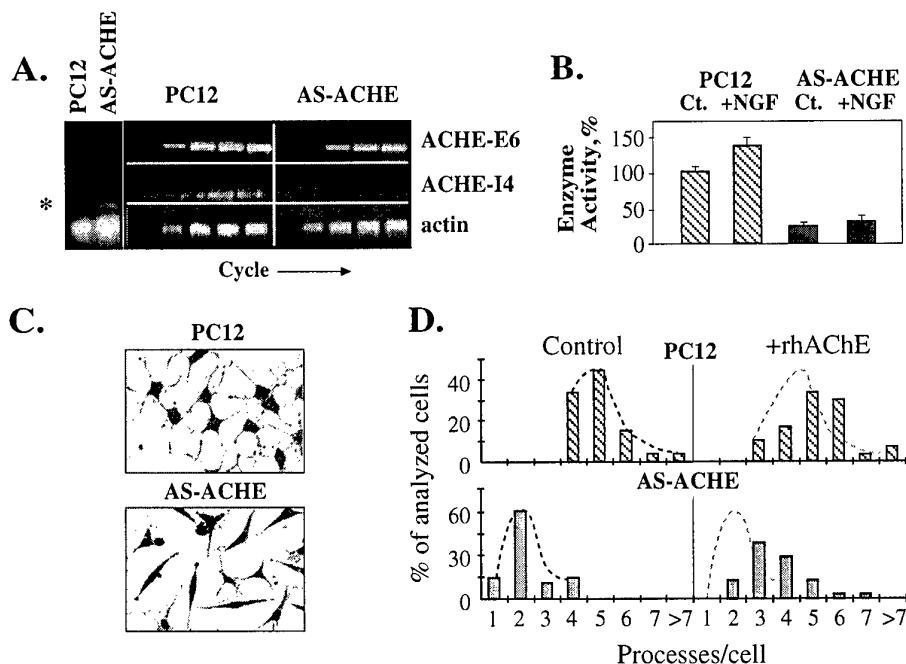 A.
PC12
AS-ACHE
PC12
AS-ACHE
ACHE-E6
ACHE-I4
actin
*
Cycle
B.
PC12 AS-ACHE
Ct. +NGF Ct. +NGF
Enzyme
Activity, %
150
100
50
0
C.
PC12
AS-ACHE
D.
Control PC12 +rhAChE
% of analyzed cells
40
20
0
AS-ACHE
60
30
0
1 2 3 4 5 6 7 >7 1 2 3 4 5 6 7 >7
Processes/cell